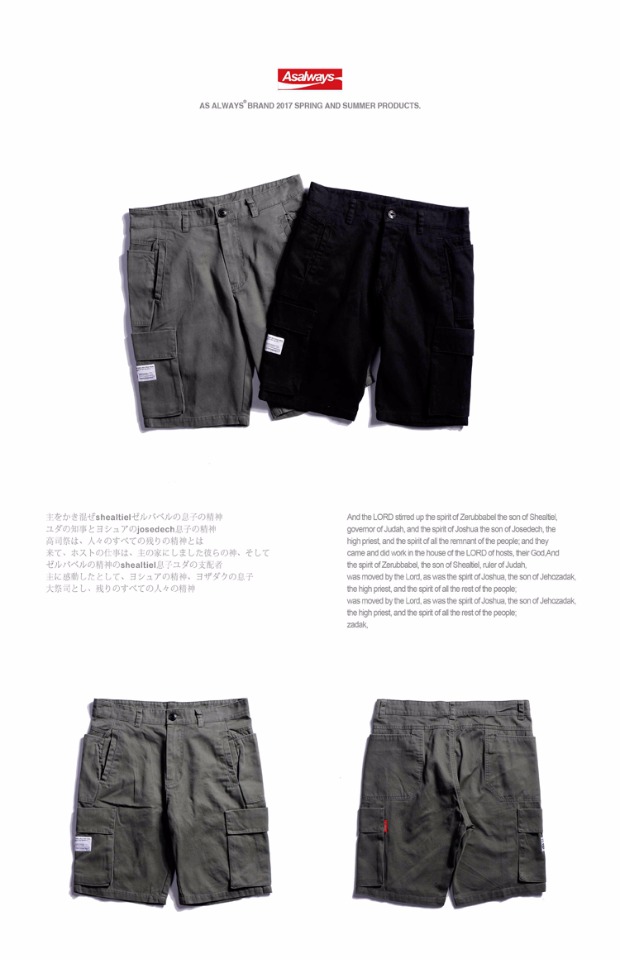 Asalways
AS ALWAYS® BRAND 2017 SPRING AND SUMMER PRODUCTS.
主をかき混ぜshealtielゼルバベルの息子の精神
ユダの知事とヨシュアのjosedech息子の精神
高司祭は、人々のすべての残りの精神とは
来て、ホストの仕事は、主の家にしました彼らの神、そして
ゼルバベルの精神のshealtiel息子ユダの支配者
主に感動したとして、ヨシュアの精神、ヨザダクの息子
大祭司とし、残りのすべての人々の精神
And the LORD stirred up the spirit of Zerubbabel the son of Shealtiel,
governor of Judah, and the spirit of Joshua the son of Josedech, the
high priest, and the spirit of all the remnant of the people; and they
came and did work in the house of the LORD of hosts, their God.And
the spirit of Zerubbabel, the son of Shealtiel, ruler of Judah,
was moved by the Lord, as was the spirit of Joshua, the son of Jehozadak,
the high priest, and the spirit of all the rest of the people;
was moved by the Lord, as was the spirit of Joshua, the son of Jehozadak,
the high priest, and the spirit of all the rest of the people;
zadak,